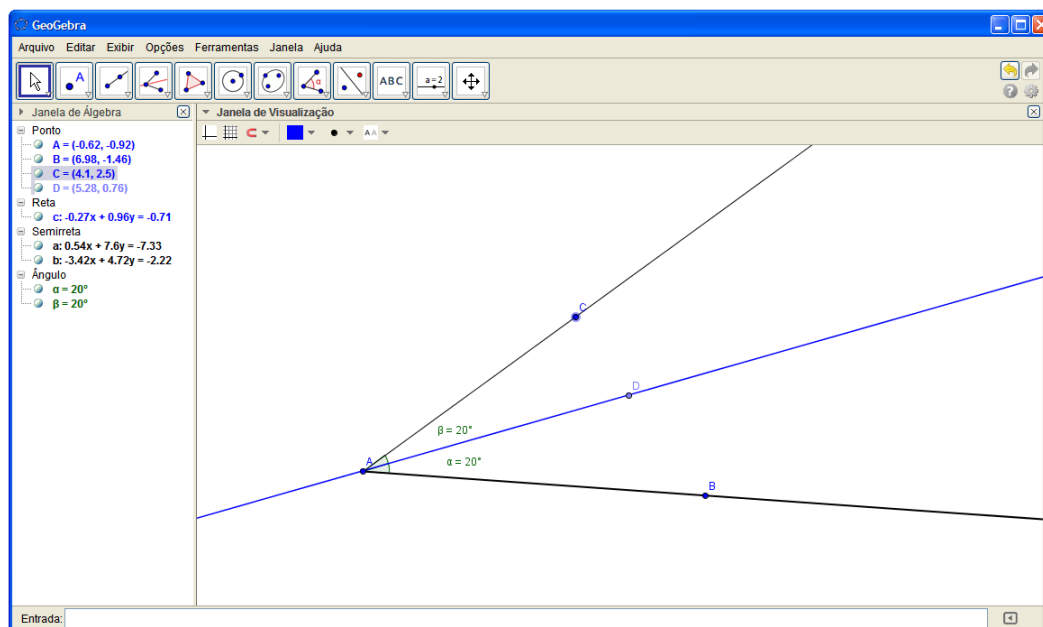 GeoGebra
Arquivo Editar Exibir Opções Ferramentas Janela Ajuda
A ABC a=2
Janela de Álgebra
Janela de Visualização
Ponto
A = (-0.62, -0.92)
B = (6.98, -1.46)
C = (4.1, 2.5)
D = (5.28, 0.76)
Reta
c: -0.27x + 0.96y = -0.71
Semirreta
a: 0.54x + 7.6y = -7.33
b: -3.42x + 4.72y = -2.22
Ângulo
α = 20°
β = 20°
C
D
β = 20°
A
α = 20°
B
Entrada: